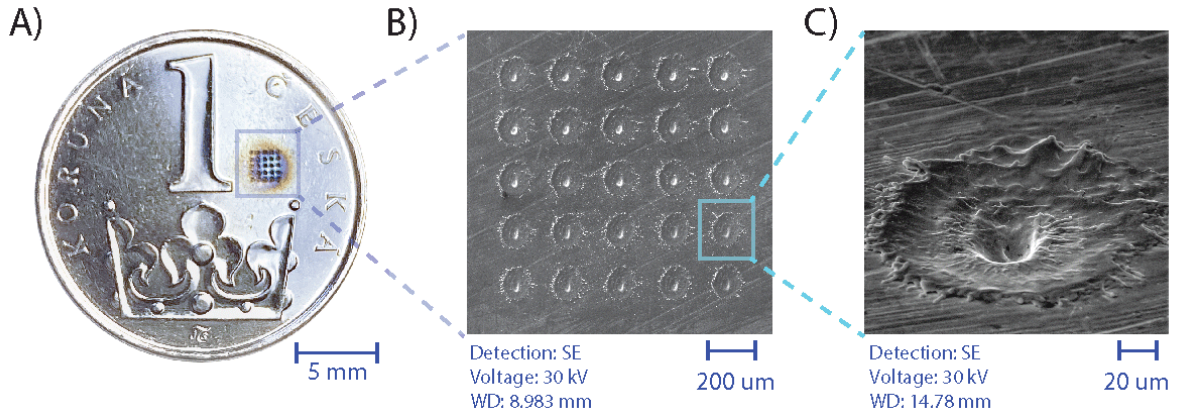 A)
KORUNA
1
ČESKÁ
5 mm
B)
Detection: SE
Voltage: 30 kV
WD: 8,983 mm
200 um
C)
Detection: SE
Voltage: 30 kV
WD: 14,78 mm
20 um